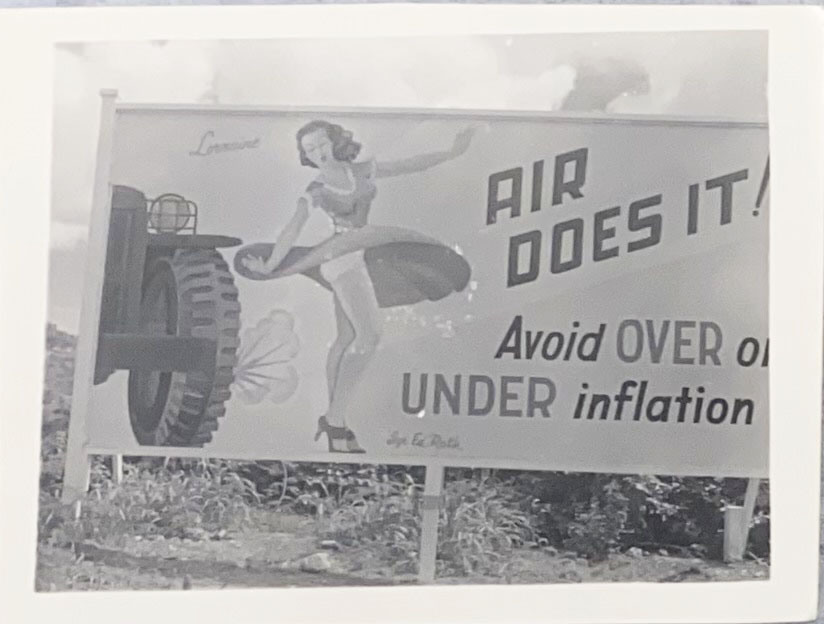 Lorraine
AIR
DOES IT!
Avoid OVER o
UNDER inflation